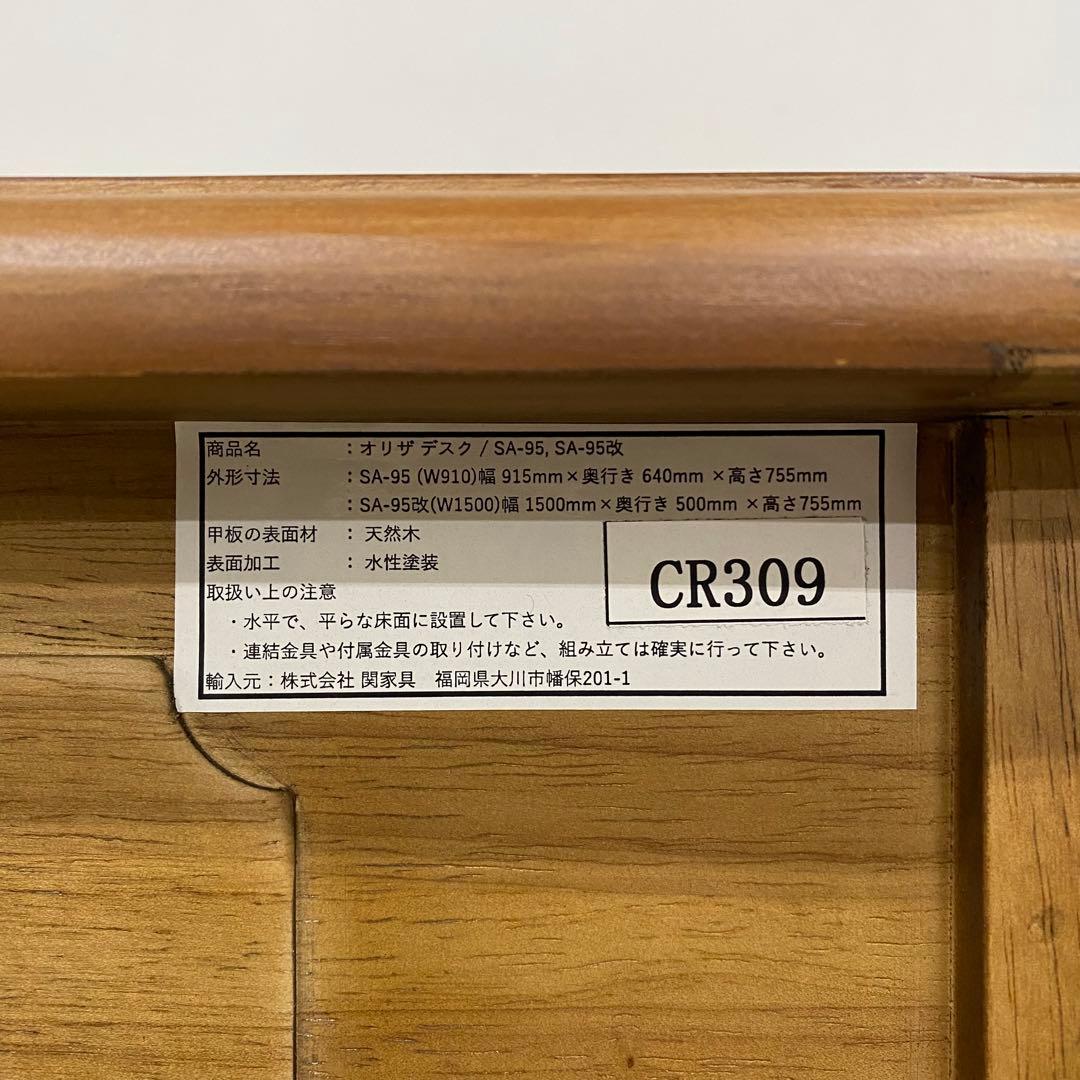 商品名 ：オリザ デスク / SA-95, SA-95改
外形寸法 ：SA-95 (W910)幅 915mm×奥行き 640mm ×高さ755mm
：SA-95改(W1500)幅 1500mm×奥行き 500mm ×高さ755mm
甲板の表面材 ： 天然木
表面加工 ： 水性塗装
CR309
取扱い上の注意
・水平で、平らな床面に設置して下さい。
・連結金具や付属金具の取り付けなど、組み立ては確実に行って下さい。
輸入元：株式会社 関家具 福岡県大川市幡保201-1